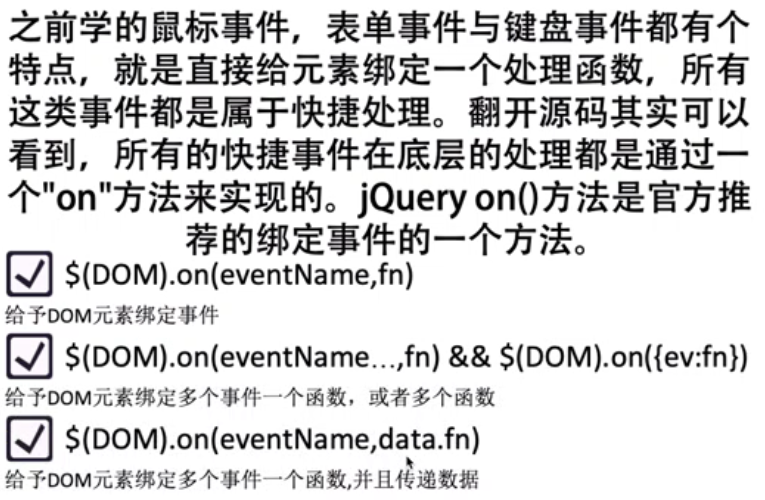 之前学的鼠标事件，表单事件与键盘事件都有个
特点，就是直接给元素绑定一个处理函数，所有
这类事件都是属于快捷处理。翻开源码其实可以
看到，所有的快捷事件在底层的处理都是通过一
个"on"方法来实现的。jQuery on()方法是官方推
荐的绑定事件的一个方法。
$(DOM).on(eventName,fn)
给予DOM元素绑定事件
$(DOM).on(eventName…,fn) && $(DOM).on({ev:fn})
给予DOM元素绑定多个事件一个函数，或者多个函数
$(DOM).on(eventName,data.fn)
给予DOM元素绑定多个事件一个函数,并且传递数据